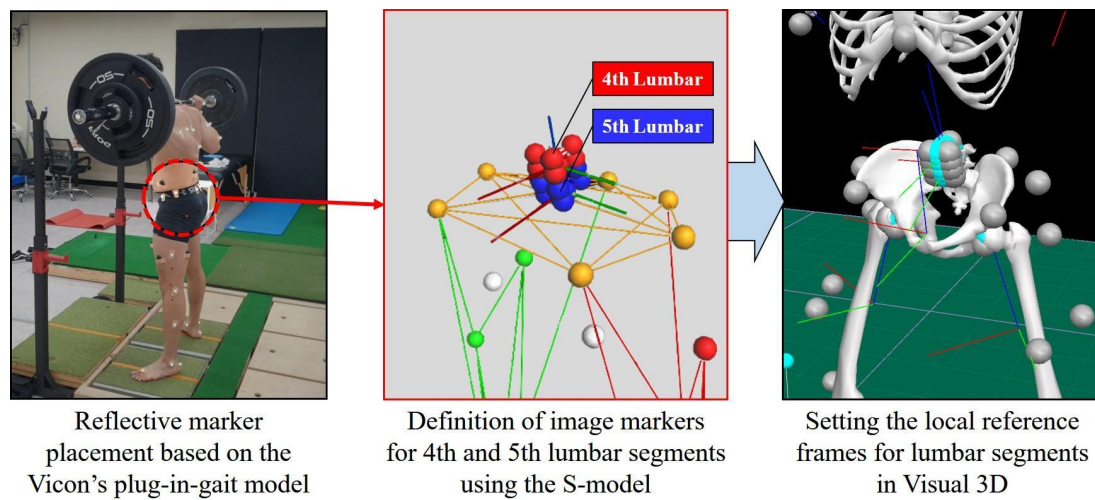 4th Lumbar
5th Lumbar
Reflective marker
placement based on the
Vicon's plug-in-gait model
Definition of image markers
for 4th and 5th lumbar segments
using the S-model
Setting the local reference
frames for lumbar segments
in Visual 3D